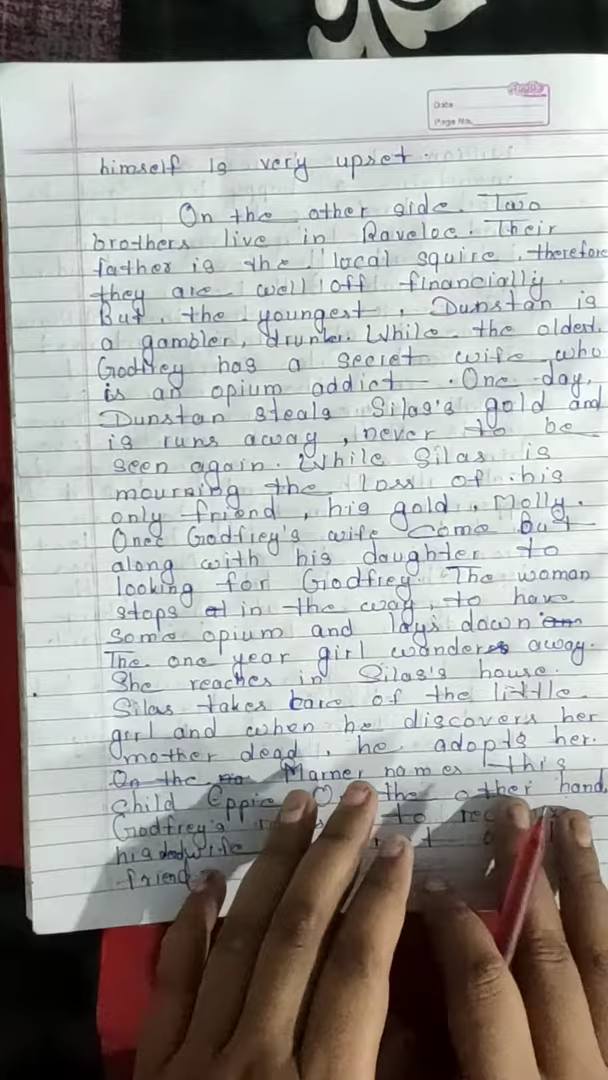 Date
Page No.
himself is very upset.
On the other side. Two
brothers live in Raveloe. Their
father is the local squire, therefore
they are well off financially.
But, the youngest, Dunstan is
a gambler, drunker. While the oldest.
Godfrey has a secret wife who
is an opium addict. One day,
Dunstan steals Silas's gold and
is runs away, never to be
seen again. While Silas is
mourning the loss of his
only friend, his gold, Molly.
Once Godfrey's wife come out
along with his daughter to
looking for Godfrey. The woman
stops in the way, to have
some opium and lays down
The one year girl wanders away.
She reaches in Silas's house.
Silas takes care of the little
girl and when he discovers her
mother dead, he adopts her.
On the Marner names this
child Eppie. On the other hand,
Godfrey's to
his dead wife
friend